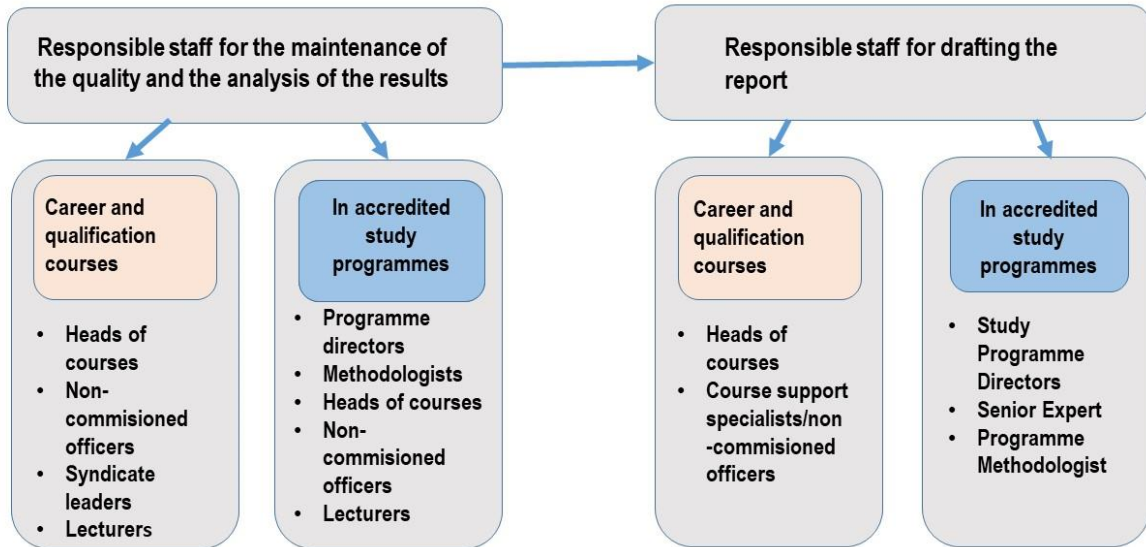 Responsible staff for the maintenance of
the quality and the analysis of the results
Responsible staff for drafting the
report
Career and
qualification
courses
• Heads of
courses
• Non-
commisioned
officers
• Syndicate
leaders
• Lecturers
In accredited
study
programmes
• Programme
directors
• Methodologists
• Heads of courses
• Non-
commisioned
officers
• Lecturers
Career and
qualification
courses
• Heads of
courses
• Course support
specialists/non
-commisioned
officers
In accredited
study
programmes
• Study
Programme
Directors
• Senior Expert
• Programme
Methodologist